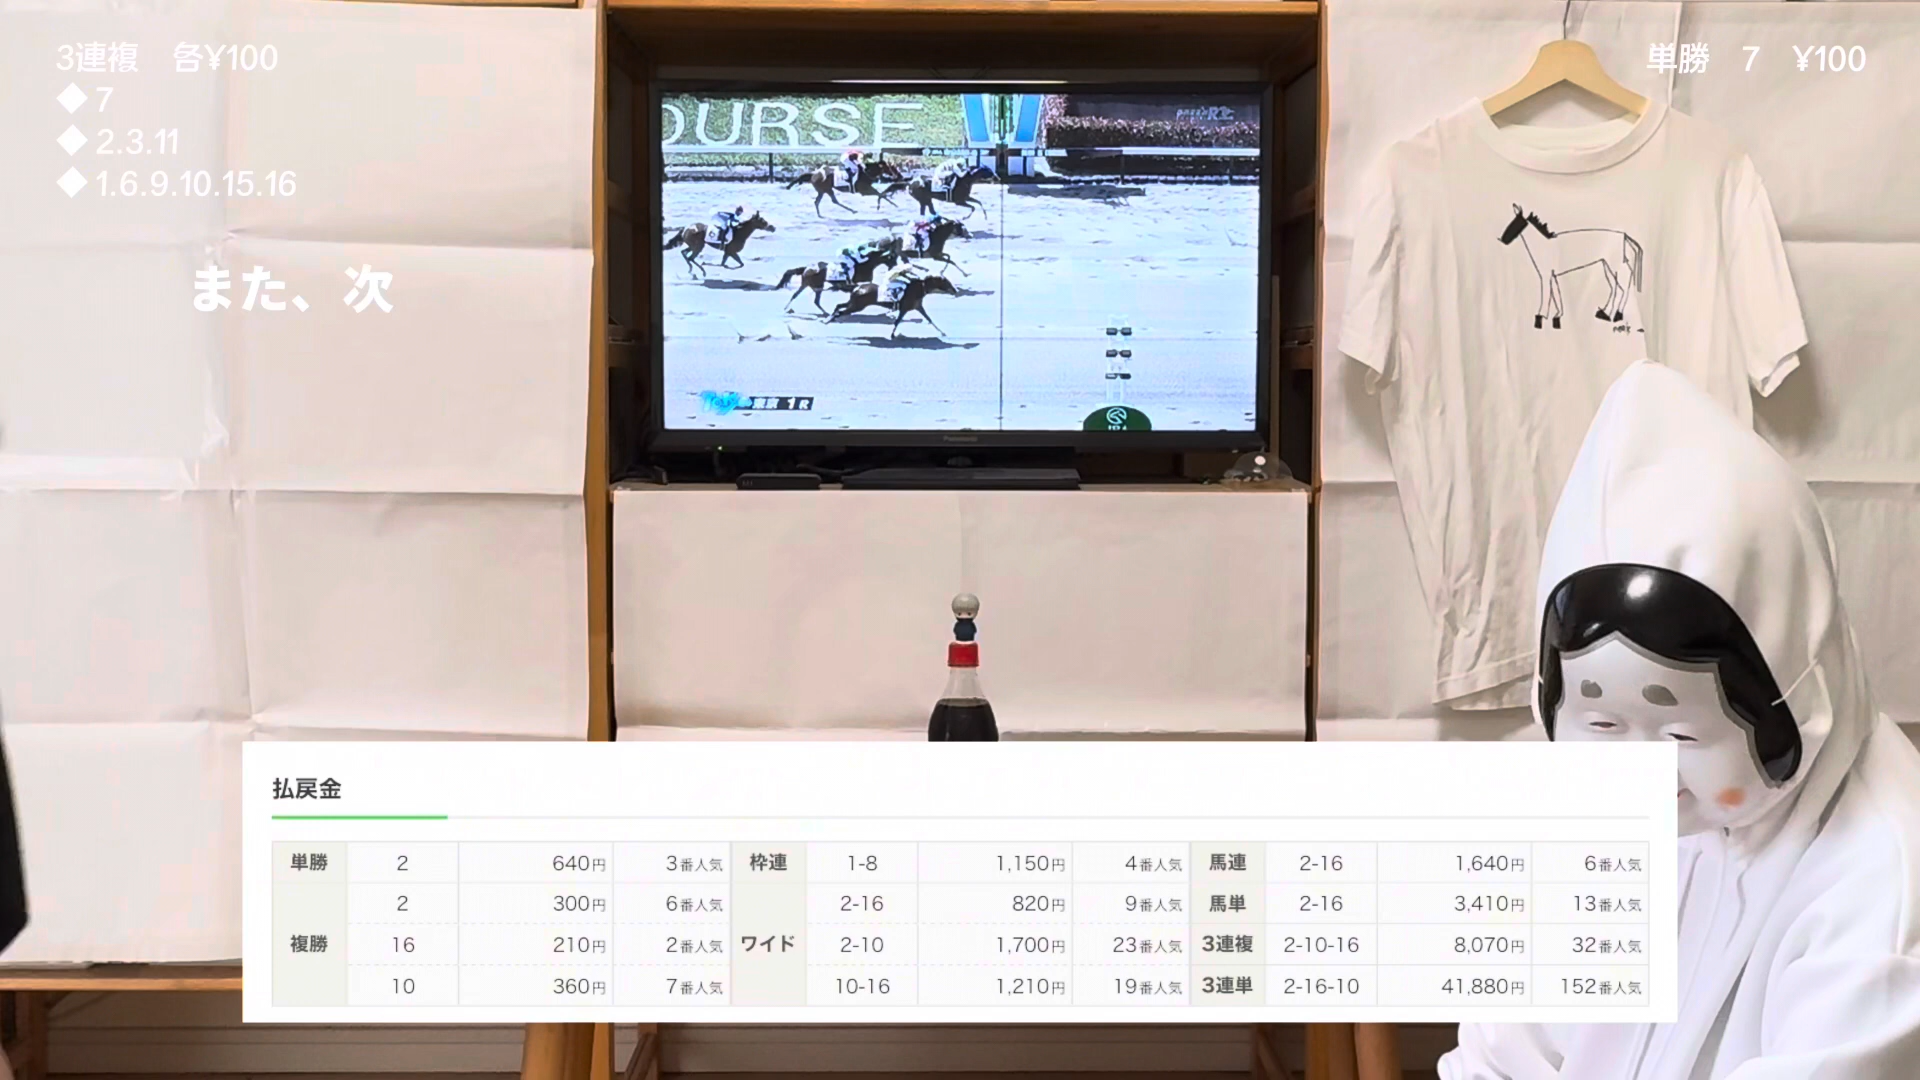 3連複 各¥100
◆7
◆2.3.11
◆1.6.9.10.15.16
単勝 7 ¥100
また、次
OURSE
東京 1R
Panasonic
払戻金
単勝 2 640円 3番人気 枠連 1-8 1,150円 4番人気 馬連 2-16 1,640円 6番人気
複勝 2 300円 6番人気 ワイド 2-16 820円 9番人気 馬単 2-16 3,410円 13番人気
16 210円 2番人気 2-10 1,700円 23番人気 3連複 2-10-16 8,070円 32番人気
10 360円 7番人気 10-16 1,210円 19番人気 3連単 2-16-10 41,880円 152番人気